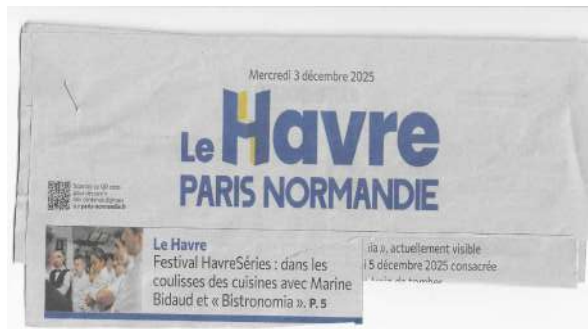 Mercredi 3 décembre 2025
Le Havre
PARIS NORMANDIE
Le Havre
Festival HavreSéries : dans les
coulisses des cuisines avec Marine
Bidaud et « Bistronomia ». P. 5
», actuellement visible
i 5 décembre 2025 consacrée